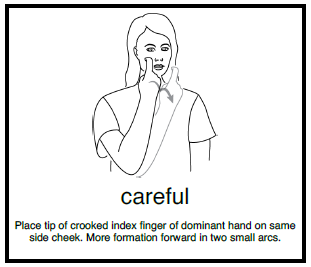 careful
Place tip of crooked index finger of dominant hand on same
side cheek. More formation forward in two small arcs.